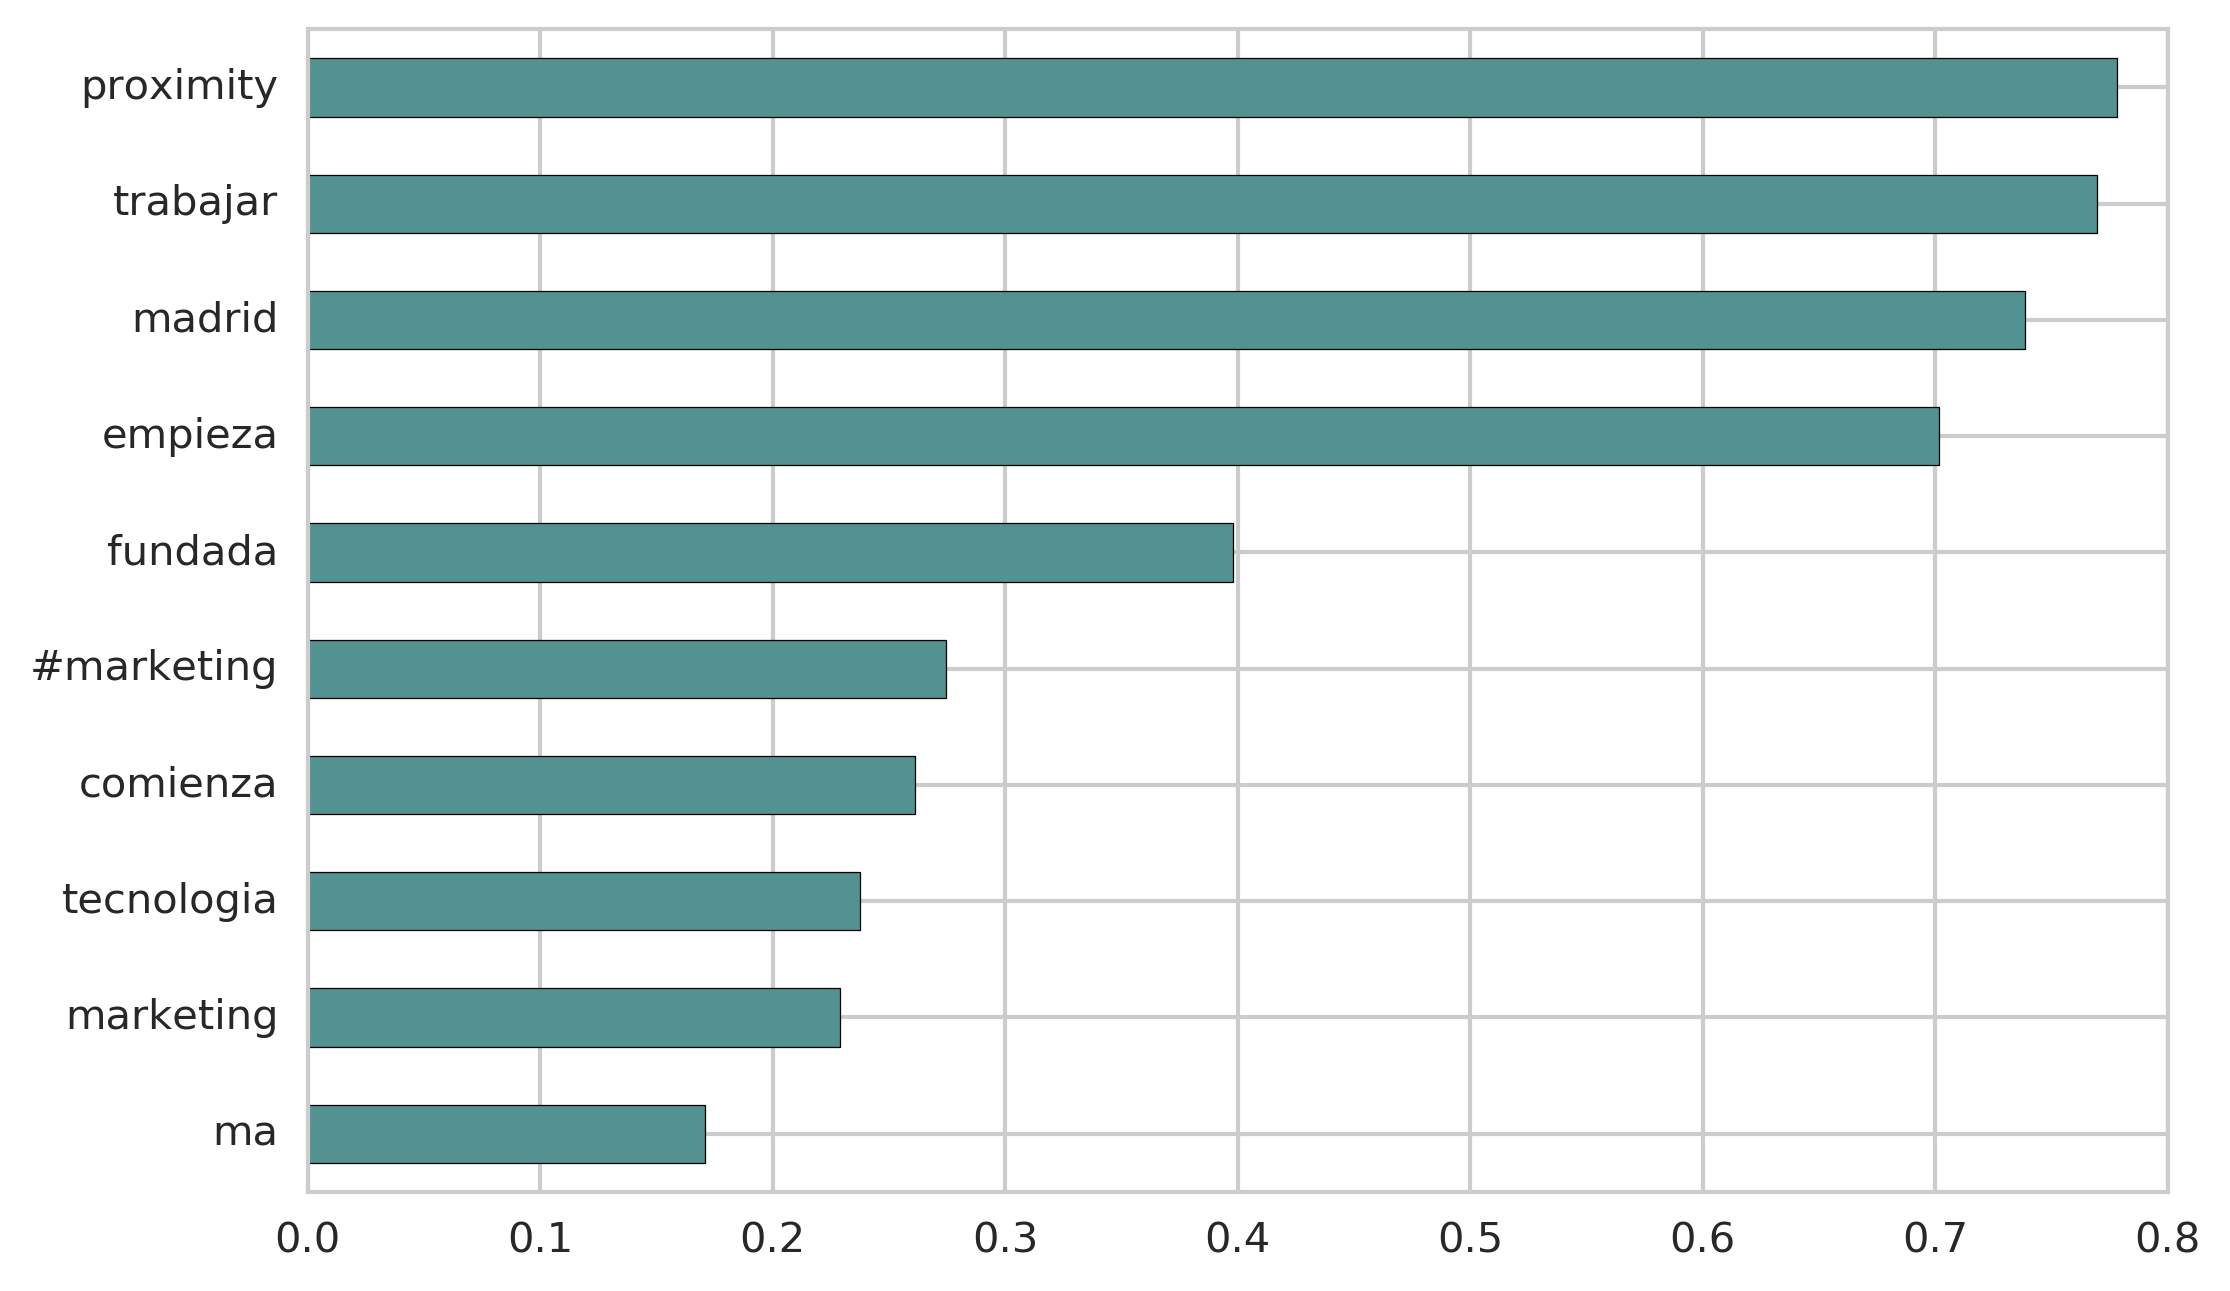 proximity
trabajar
madrid
empieza
fundada
#marketing
comienza
tecnologia
marketing
ma
0.0 0.1 0.2 0.3 0.4 0.5 0.6 0.7 0.8